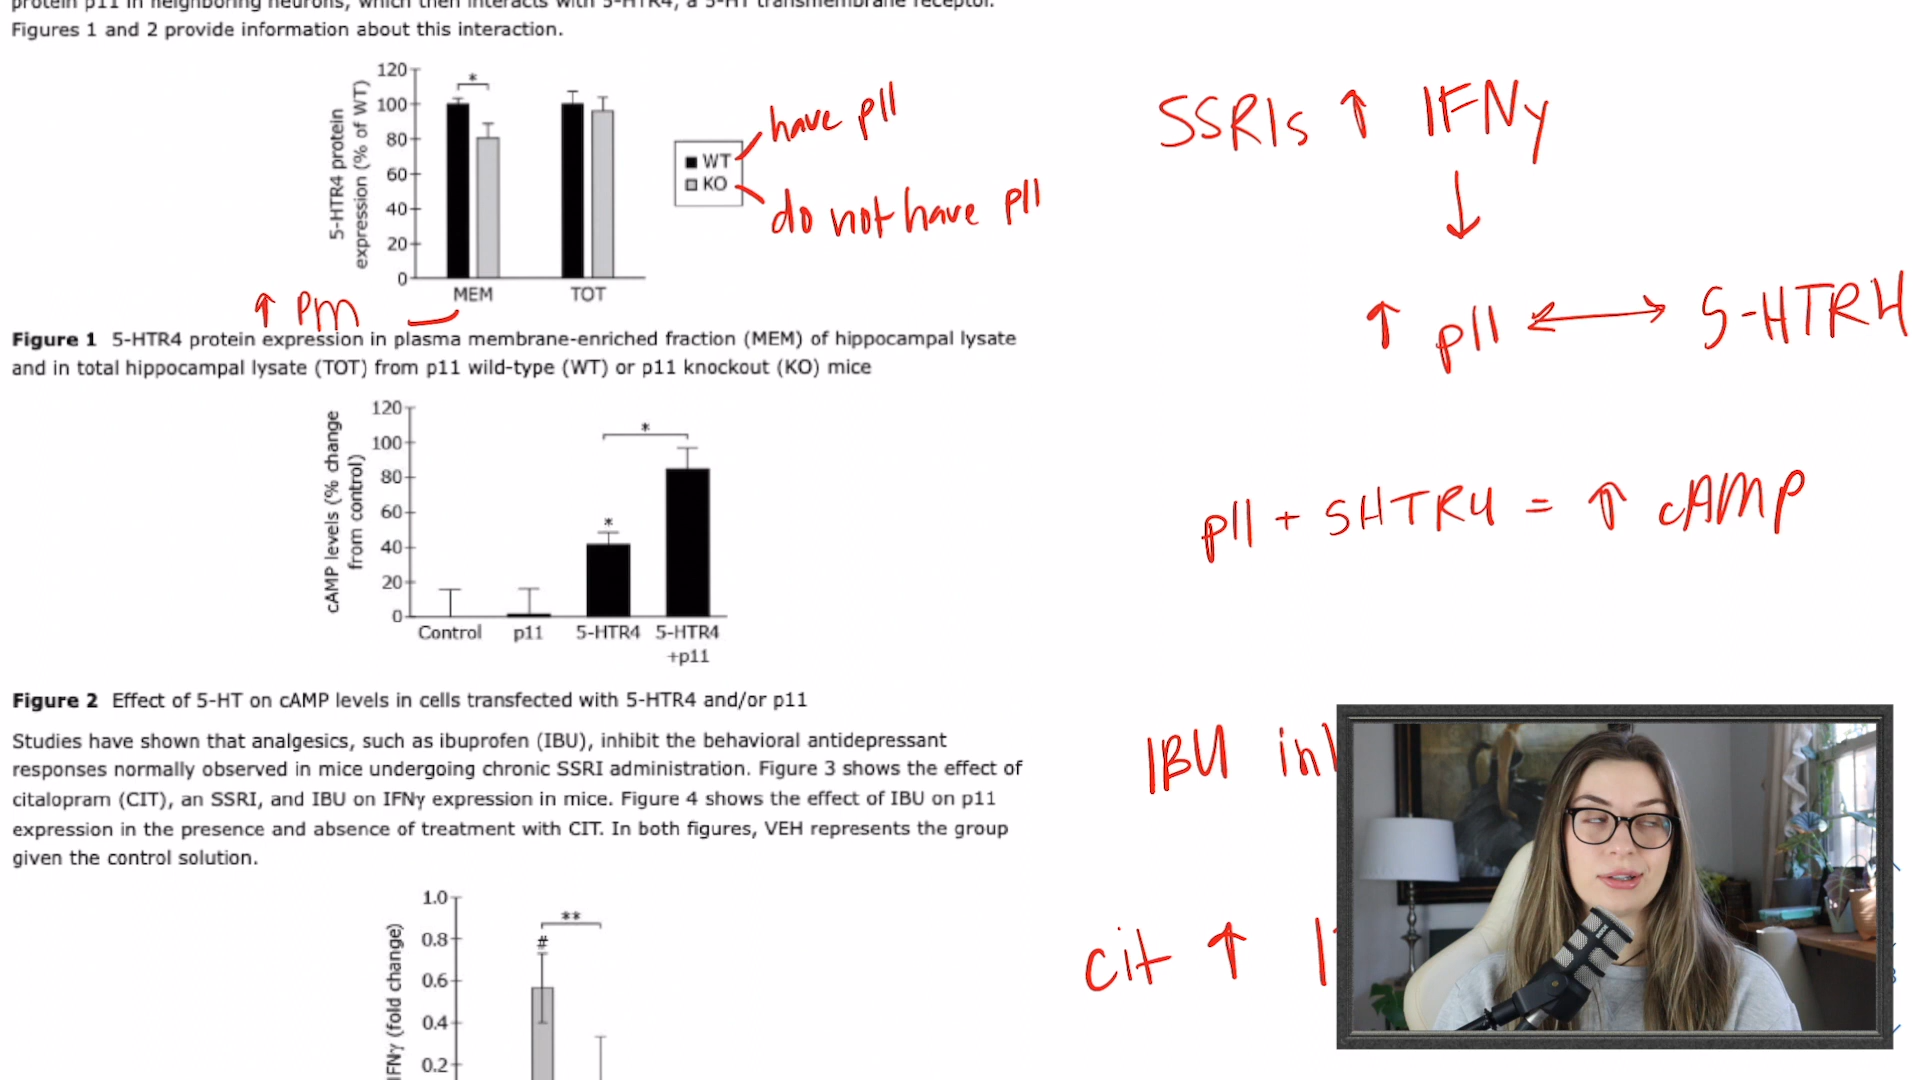 protein p11 in neighboring neurons, which then interacts with 5-HTR4, a 5-HT transmembrane receptor.
Figures 1 and 2 provide information about this interaction.
5-HTR4 protein
expression (% of WT)
120
100
80
60
40
20
0
*
MEM
TOT
WT
KO
have p11
do not have p11
↑ pm
Figure 1 5-HTR4 protein expression in plasma membrane-enriched fraction (MEM) of hippocampal lysate
and in total hippocampal lysate (TOT) from p11 wild-type (WT) or p11 knockout (KO) mice
cAMP levels (% change
from control)
120
100
80
60
40
20
0
*
*
Control
p11
5-HTR4
5-HTR4
+p11
Figure 2 Effect of 5-HT on cAMP levels in cells transfected with 5-HTR4 and/or p11
Studies have shown that analgesics, such as ibuprofen (IBU), inhibit the behavioral antidepressant
responses normally observed in mice undergoing chronic SSRI administration. Figure 3 shows the effect of
citalopram (CIT), an SSRI, and IBU on IFNγ expression in mice. Figure 4 shows the effect of IBU on p11
expression in the presence and absence of treatment with CIT. In both figures, VEH represents the group
given the control solution.
IFNγ (fold change)
1.0
0.8
0.6
0.4
0.2
**
#
SSRIs ↑ IFNγ
↓
↑ p11 ↔ 5-HTR4
p11 + 5HTR4 = ↑ cAMP
IBU
cit ↑